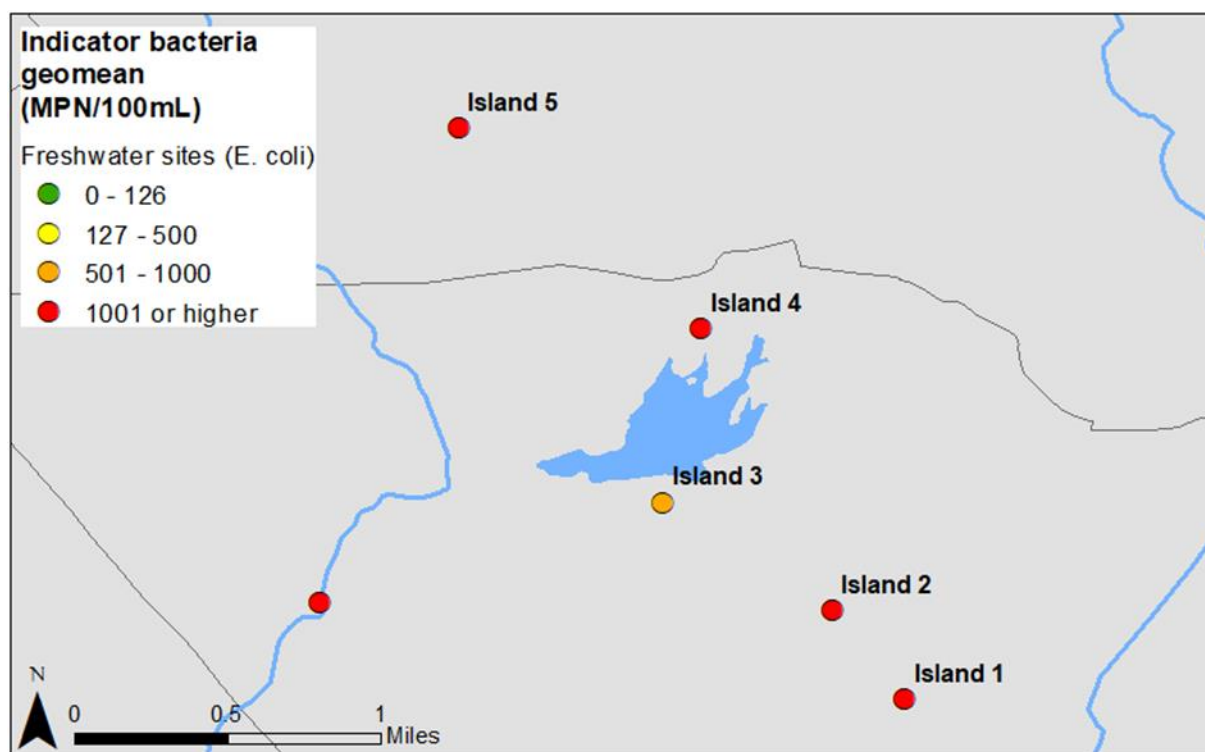 Indicator bacteria
geomean
(MPN/100mL)
Freshwater sites (E. coli)
0 - 126
127 - 500
501 - 1000
1001 or higher
Island 5
Island 4
Island 3
Island 2
Island 1
N
0 0.5 1
Miles